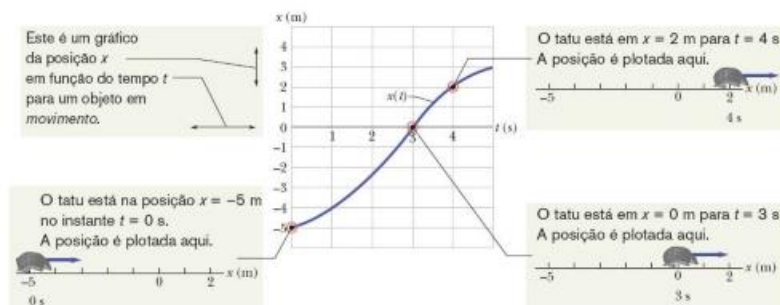 x (m)
Este é um gráfico
da posição x
em função do tempo t
para um objeto em
movimento.
4
3
2
1
0
-1
-2
-3
-4
-5
1
2
3
4
x(t)
t (s)
O tatu está em x = 2 m para t = 4 s
A posição é plotada aqui.
-5
0
2
x (m)
4 s
O tatu está na posição x = −5 m
no instante t = 0 s.
A posição é plotada aqui.
-5
0
2
x (m)
0 s
O tatu está em x = 0 m para t = 3 s
A posição é plotada aqui.
-5
0
2
x (m)
3 s